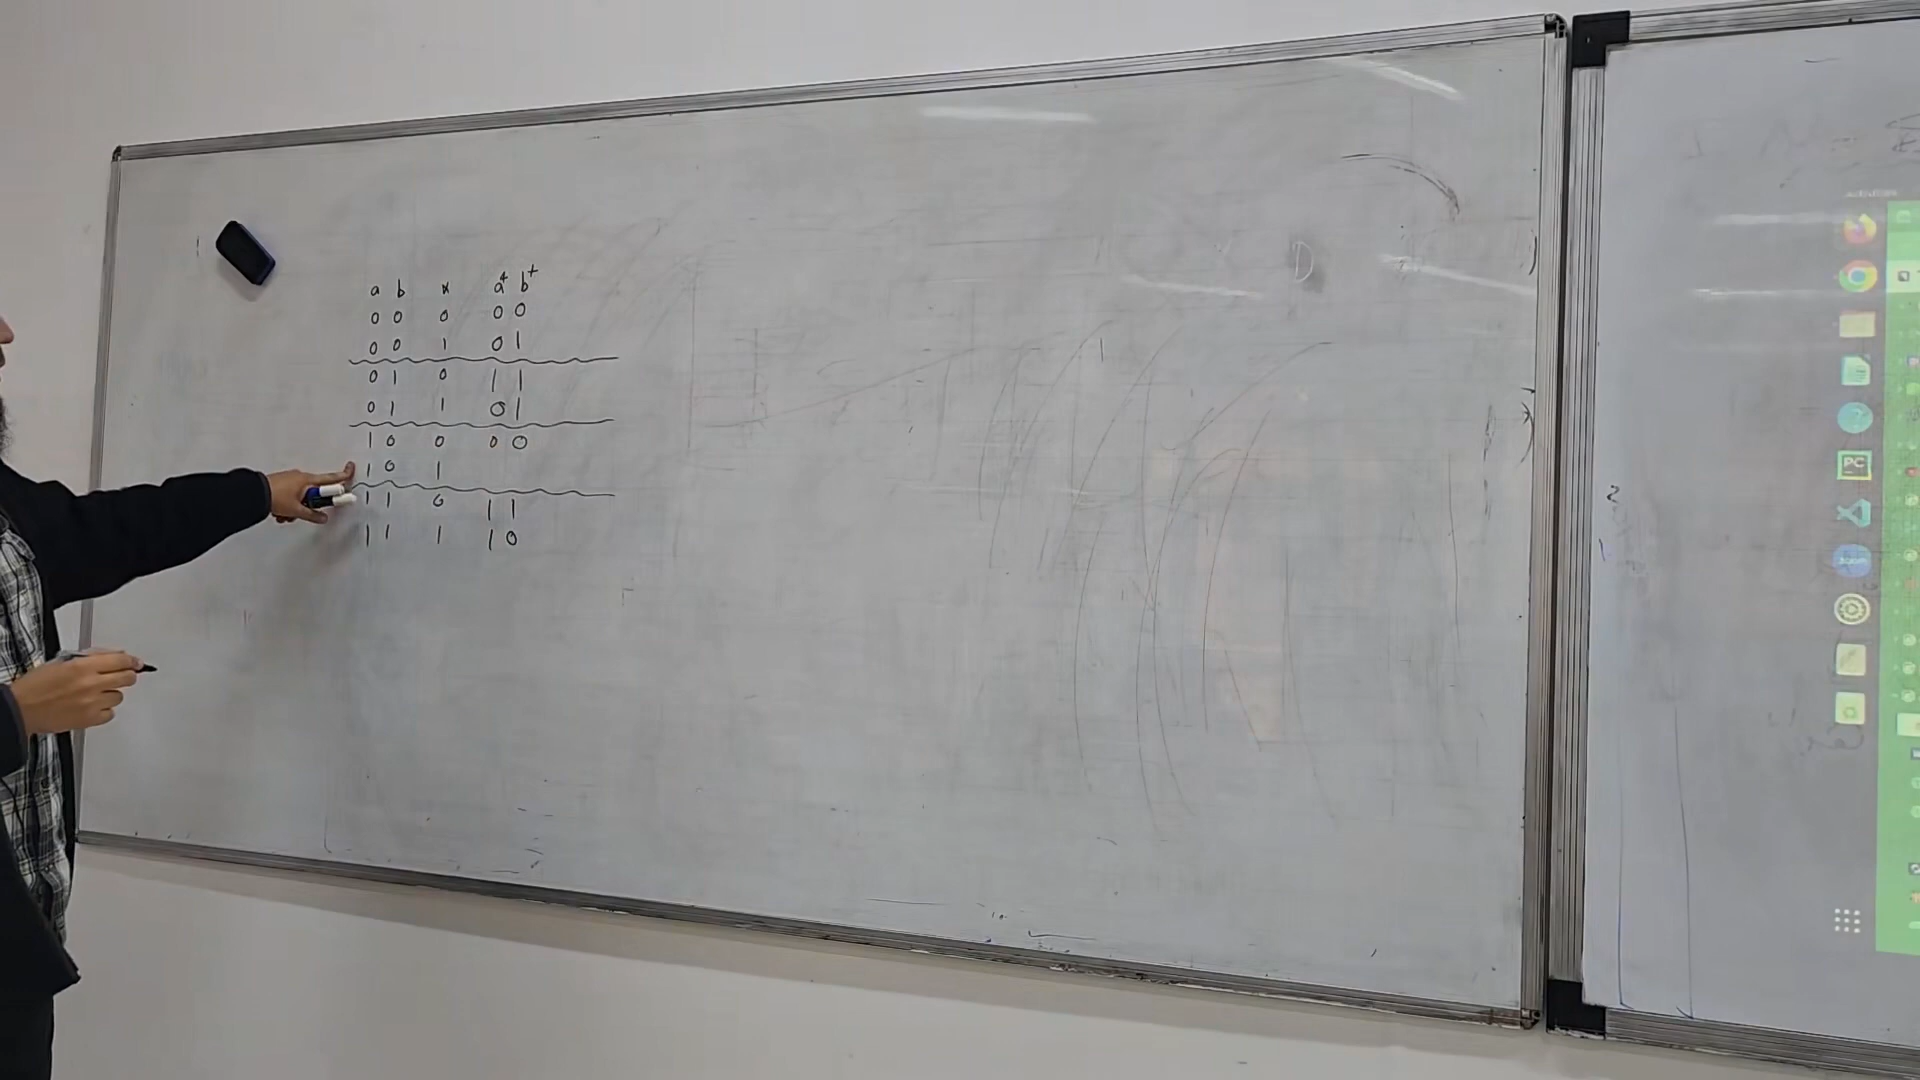 a b x a⁺ b⁺
0 0 0 0 0
0 0 1 0 1
0 1 0 1 1
0 1 1 0 1
1 0 0 0 0
1 0 1
1 1 0 1 1
1 1 1 1 0
D
PC
zoom